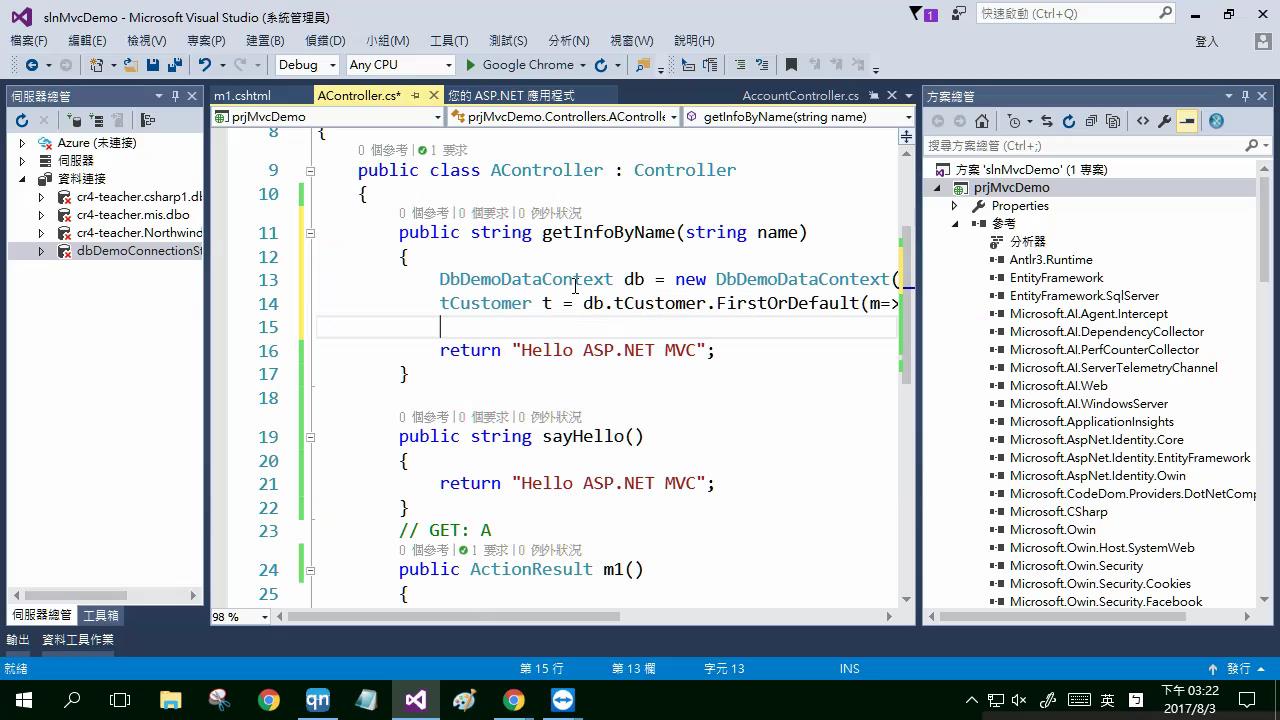 slnMvcDemo - Microsoft Visual Studio (系統管理員)
1
快速啟動 (Ctrl+Q)
檔案(F) 編輯(E) 檢視(V) 專案(P) 建置(B) 偵錯(D) 小組(M) 工具(T) 測試(S) 分析(N) 視窗(W) 說明(H)
登入
Debug Any CPU Google Chrome
伺服器總管
m1.cshtml AController.cs* 您的 ASP.NET 應用程式 AccountController.cs
方案總管
prjMvcDemo prjMvcDemo.Controllers.AControlle getInfoByName(string name)
搜尋方案總管 (Ctrl+;)
Azure (未連接)
伺服器
資料連接
cr4-teacher.csharp1.db
cr4-teacher.mis.dbo
cr4-teacher.Northwind
dbDemoConnectionSt
8 {
0 個參考|1 要求
9 public class AController : Controller
10 {
0 個參考|0 個要求|0 例外狀況
11 public string getInfoByName(string name)
12 {
13 DbDemoDataContext db = new DbDemoDataContext(
14 tCustomer t = db.tCustomer.FirstOrDefault(m=>
15
16 return "Hello ASP.NET MVC";
17 }
18
0 個參考|0 個要求|0 例外狀況
19 public string sayHello()
20 {
21 return "Hello ASP.NET MVC";
22 }
23 // GET: A
0 個參考|1 要求|0 例外狀況
24 public ActionResult m1()
25 {
98 %
方案 'slnMvcDemo' (1 專案)
prjMvcDemo
Properties
參考
分析器
Antlr3.Runtime
EntityFramework
EntityFramework.SqlServer
Microsoft.AI.Agent.Intercept
Microsoft.AI.DependencyCollector
Microsoft.AI.PerfCounterCollector
Microsoft.AI.ServerTelemetryChannel
Microsoft.AI.Web
Microsoft.AI.WindowsServer
Microsoft.ApplicationInsights
Microsoft.AspNet.Identity.Core
Microsoft.AspNet.Identity.EntityFramework
Microsoft.AspNet.Identity.Owin
Microsoft.CodeDom.Providers.DotNetComp
Microsoft.CSharp
Microsoft.Owin
Microsoft.Owin.Host.SystemWeb
Microsoft.Owin.Security
Microsoft.Owin.Security.Cookies
Microsoft.Owin.Security.Facebook
伺服器總管 工具箱
輸出 資料工具作業
就緒 第 15 行 第 13 欄 字元 13 INS 發行
qn
英
下午 03:22
2017/8/3